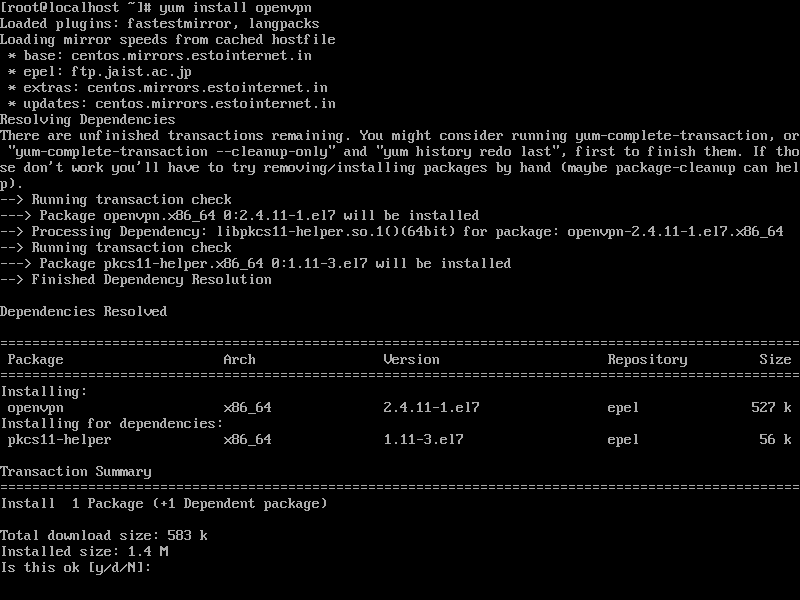 [root@localhost ~]# yum install openvpn
Loaded plugins: fastestmirror, langpacks
Loading mirror speeds from cached hostfile
 * base: centos.mirrors.estointernet.in
 * epel: ftp.jaist.ac.jp
 * extras: centos.mirrors.estointernet.in
 * updates: centos.mirrors.estointernet.in
Resolving Dependencies
There are unfinished transactions remaining. You might consider running yum-complete-transaction, or
 "yum-complete-transaction --cleanup-only" and "yum history redo last", first to finish them. If tho
se don't work you'll have to try removing/installing packages by hand (maybe package-cleanup can hel
p).
--> Running transaction check
---> Package openvpn.x86_64 0:2.4.11-1.el7 will be installed
--> Processing Dependency: libpkcs11-helper.so.1()(64bit) for package: openvpn-2.4.11-1.el7.x86_64
--> Running transaction check
---> Package pkcs11-helper.x86_64 0:1.11-3.el7 will be installed
--> Finished Dependency Resolution

Dependencies Resolved

====================================================================================================
 Package                    Arch                Version                     Repository         Size
====================================================================================================
Installing:
 openvpn                    x86_64              2.4.11-1.el7                epel              527 k
Installing for dependencies:
 pkcs11-helper              x86_64              1.11-3.el7                  epel               56 k

Transaction Summary
====================================================================================================
Install  1 Package (+1 Dependent package)

Total download size: 583 k
Installed size: 1.4 M
Is this ok [y/d/N]: